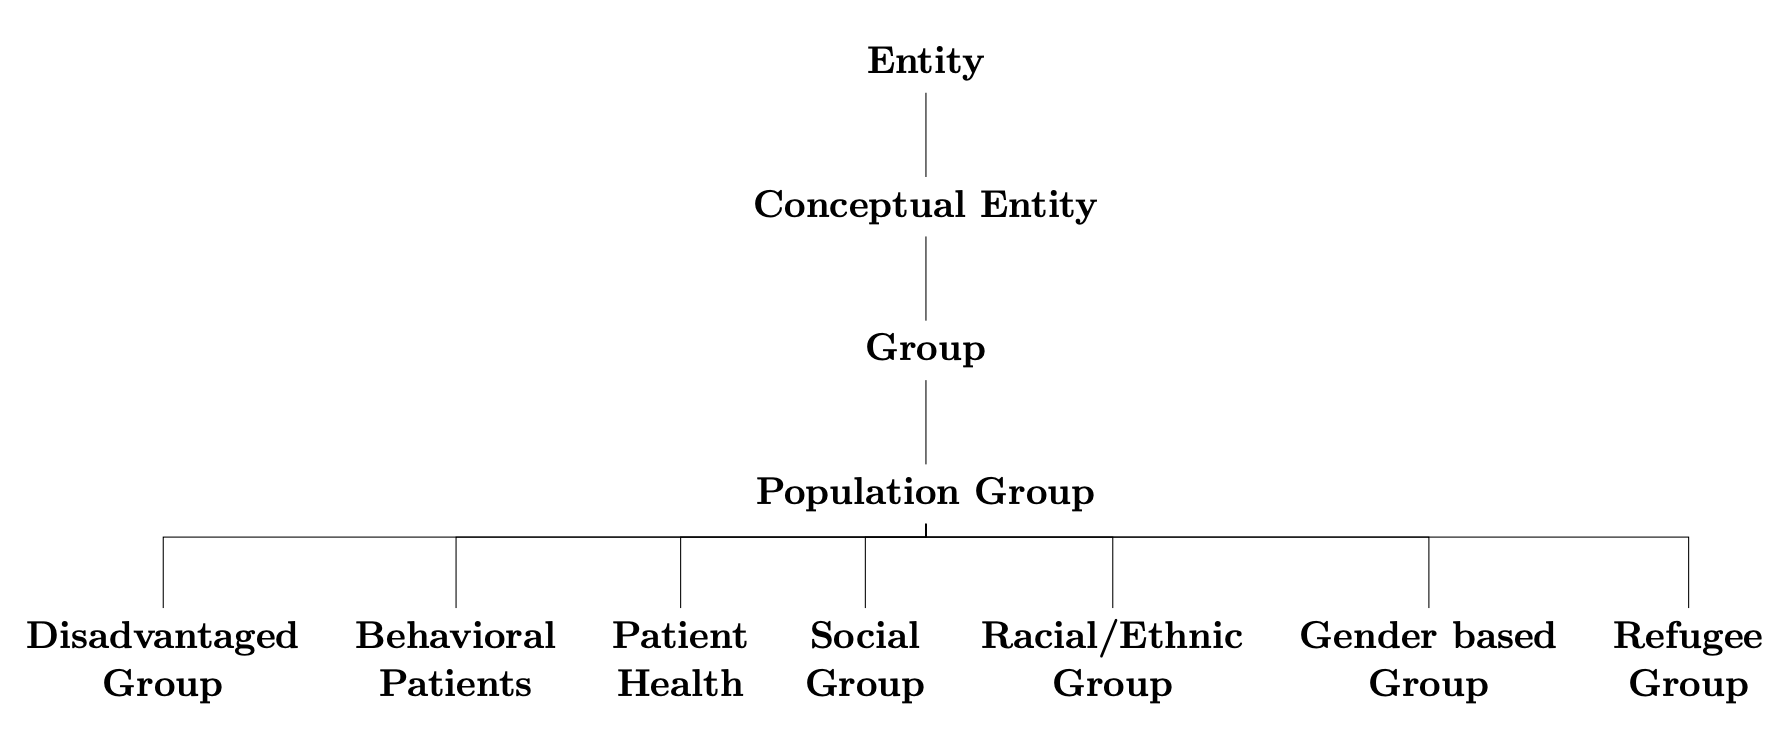 Entity
Conceptual Entity
Group
Population Group
Disadvantaged
Group
Behavioral
Patients
Patient
Health
Social
Group
Racial/Ethnic
Group
Gender based
Group
Refugee
Group